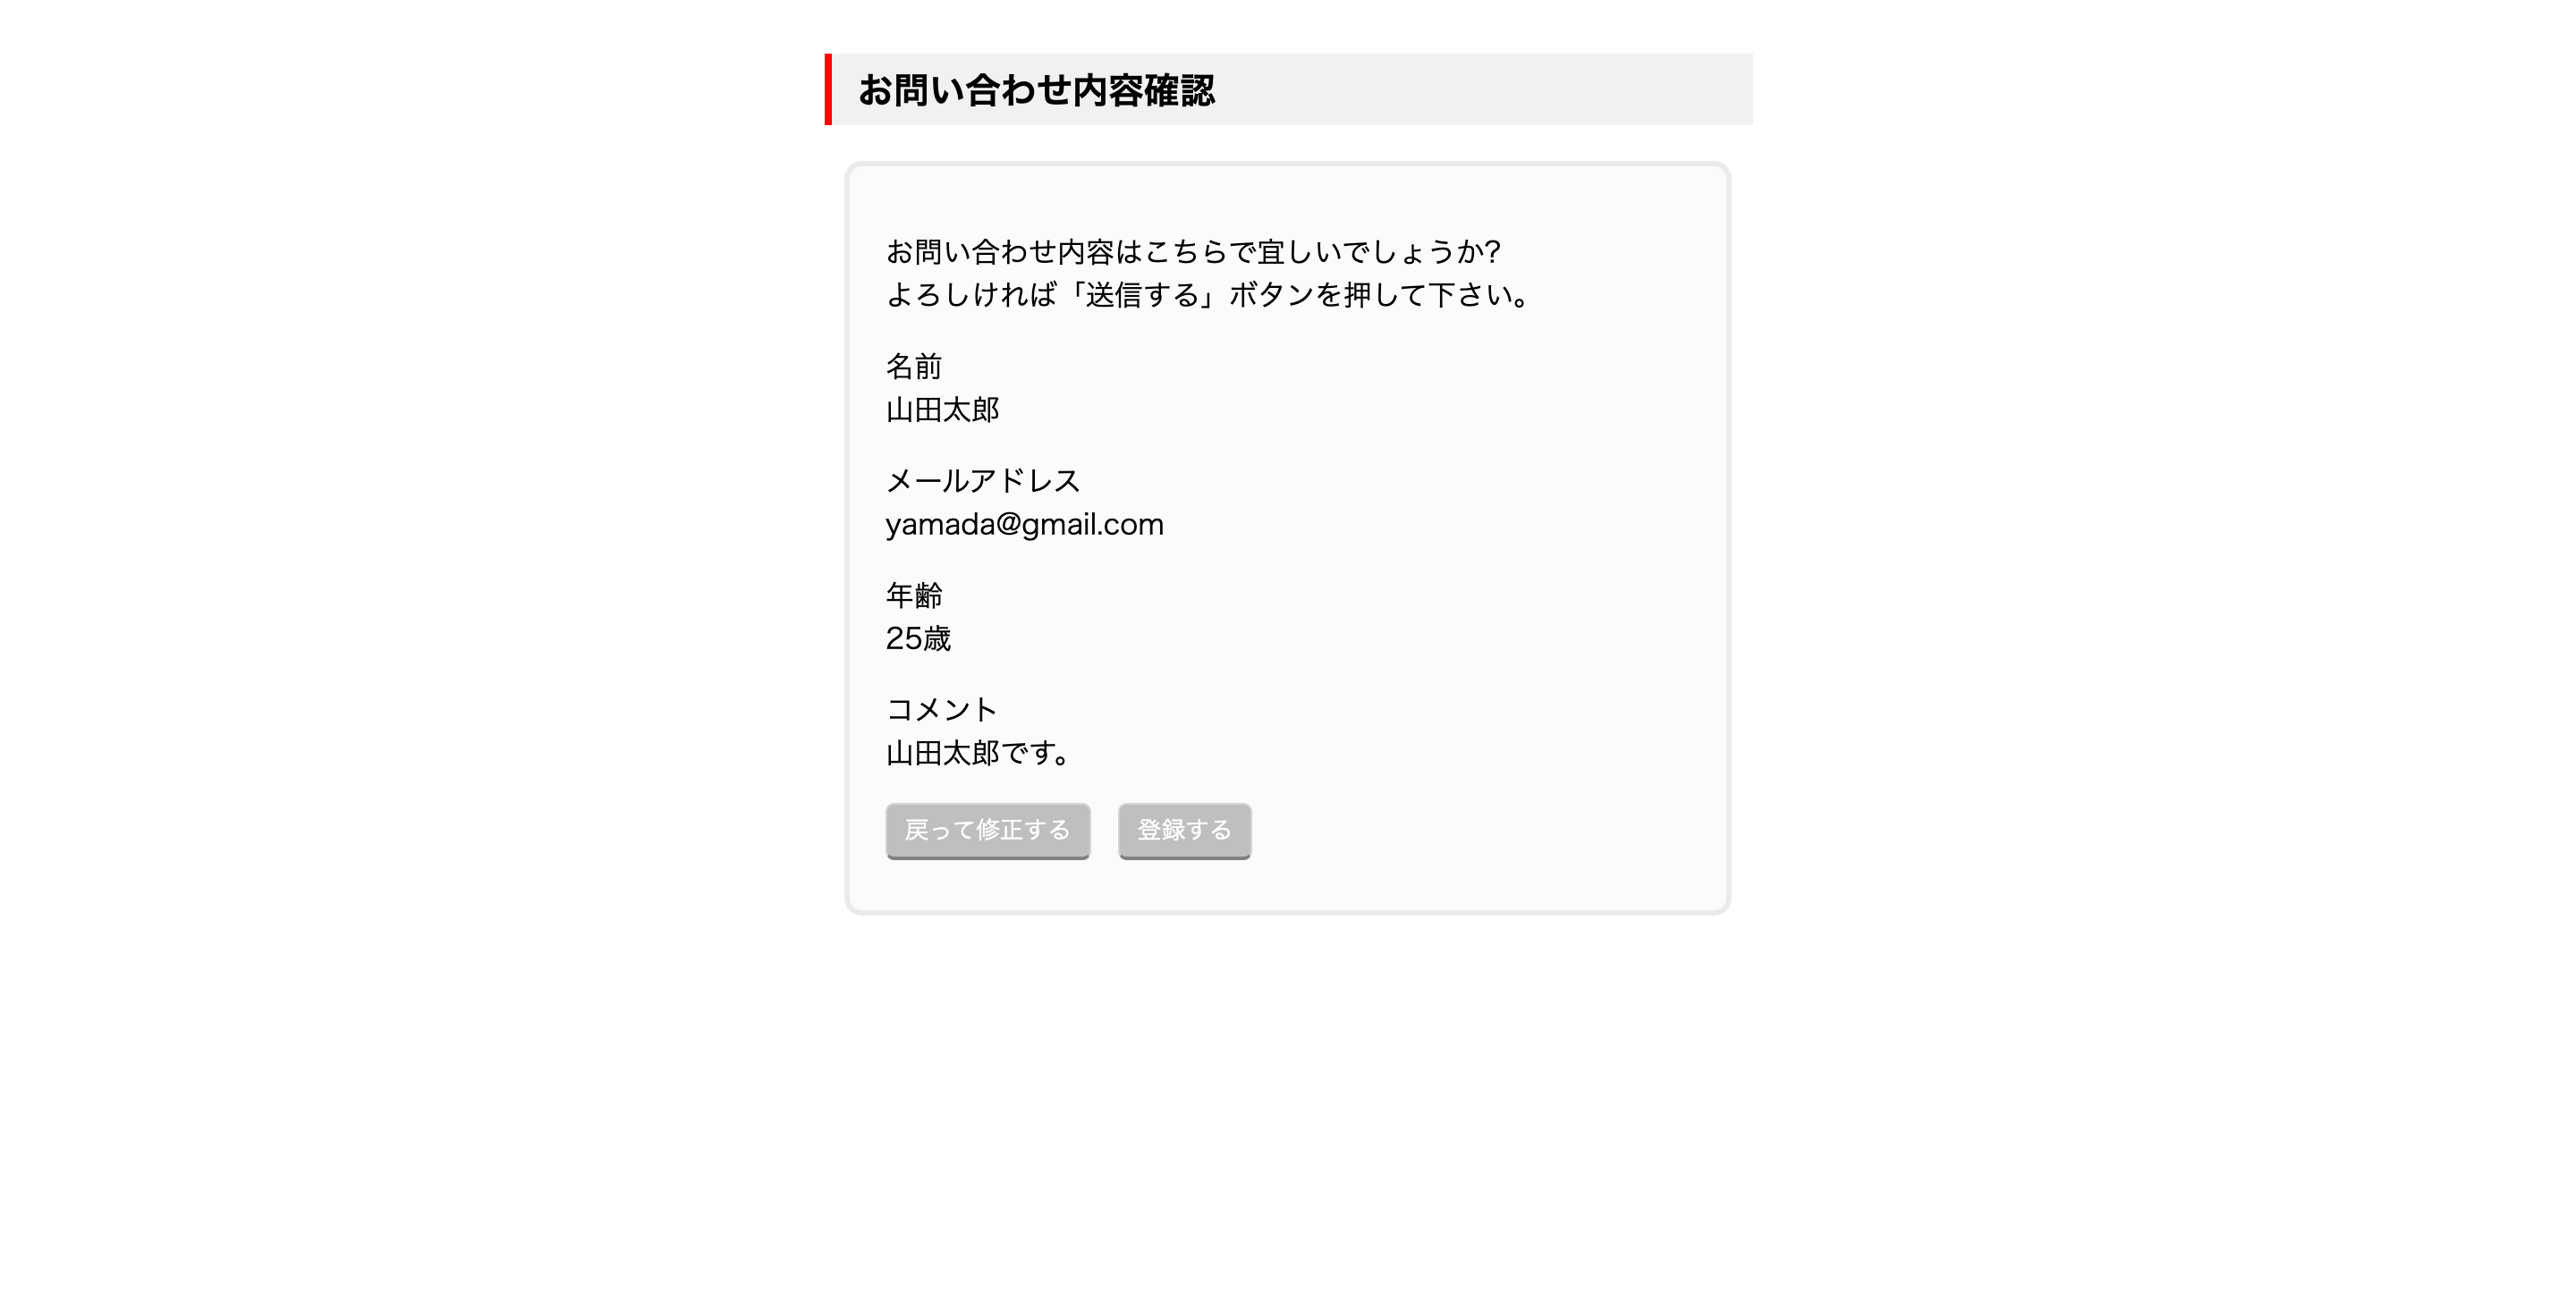 お問い合わせ内容確認
お問い合わせ内容はこちらで宜しいでしょうか?
よろしければ「送信する」ボタンを押して下さい。
名前
山田太郎
メールアドレス
yamada@gmail.com
年齢
25歳
コメント
山田太郎です。
戻って修正する
登録する